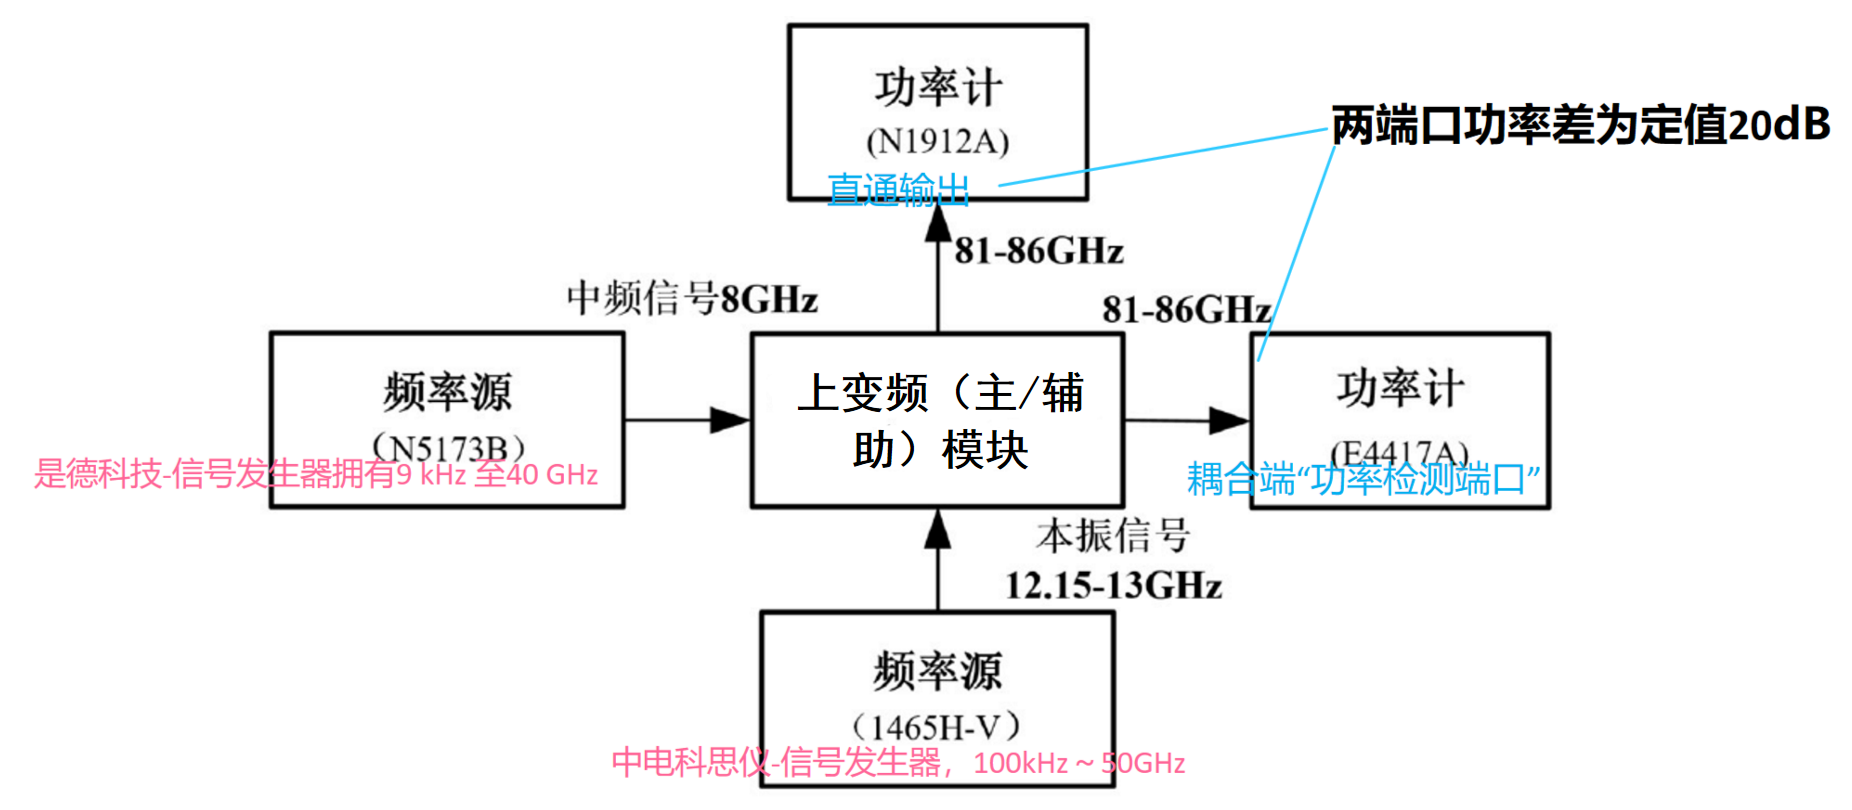 功率计
(N1912A)
直通输出
两端口功率差为定值20dB
81-86GHz
中频信号8GHz
81-86GHz
频率源
（N5173B）
是德科技-信号发生器拥有9 kHz 至40 GHz
上变频（主/辅
助）模块
功率计
(E4417A)
耦合端“功率检测端口”
本振信号
12.15-13GHz
频率源
（1465H-V）
中电科思仪-信号发生器，100kHz ~ 50GHz